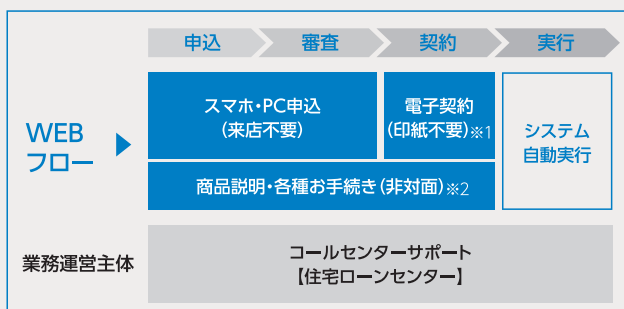 申込 審査 契約 実行
WEB
フロー
スマホ・PC申込
(来店不要)
電子契約
(印紙不要)※1
システム
自動実行
商品説明・各種お手続き(非対面)※2
業務運営主体
コールセンターサポート
【住宅ローンセンター】